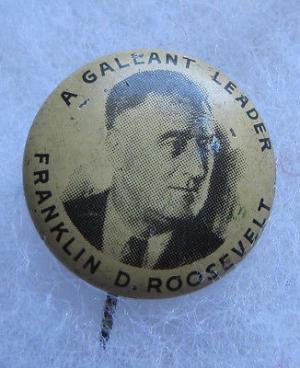 A GALLANT LEADER
FRANKLIN D. ROOSEVELT